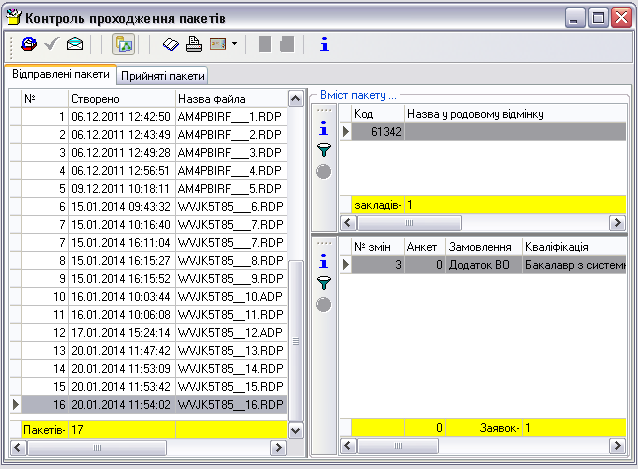 Контроль проходження пакетів
Відправлені пакети Прийняті пакети
№ Створено Назва файла
1 06.12.2011 12:42:50 AM4PBIRF___1.RDP
2 06.12.2011 12:43:49 AM4PBIRF___2.RDP
3 06.12.2011 12:49:28 AM4PBIRF___3.RDP
4 06.12.2011 12:56:51 AM4PBIRF___4.RDP
5 09.12.2011 10:18:11 AM4PBIRF___5.RDP
6 15.01.2014 09:43:32 WVJK5T85___6.RDP
7 15.01.2014 10:16:40 WVJK5T85___7.RDP
7 15.01.2014 16:11:04 WVJK5T85___7.RDP
8 15.01.2014 16:15:27 WVJK5T85___8.RDP
9 15.01.2014 16:15:52 WVJK5T85___9.RDP
10 16.01.2014 10:03:44 WVJK5T85__10.ADP
11 16.01.2014 10:06:08 WVJK5T85__11.RDP
12 17.01.2014 15:24:14 WVJK5T85__12.ADP
13 20.01.2014 11:47:42 WVJK5T85__13.RDP
14 20.01.2014 11:53:09 WVJK5T85__14.RDP
15 20.01.2014 11:53:42 WVJK5T85__15.RDP
16 20.01.2014 11:54:02 WVJK5T85__16.RDP
Пакетів- 17
Вміст пакету ...
Код Назва у родовому відмінку
61342
закладів- 1
№ змін Анкет Замовлення Кваліфікація
3 0 Додаток ВО Бакалавр з системн
0 Заявок- 1